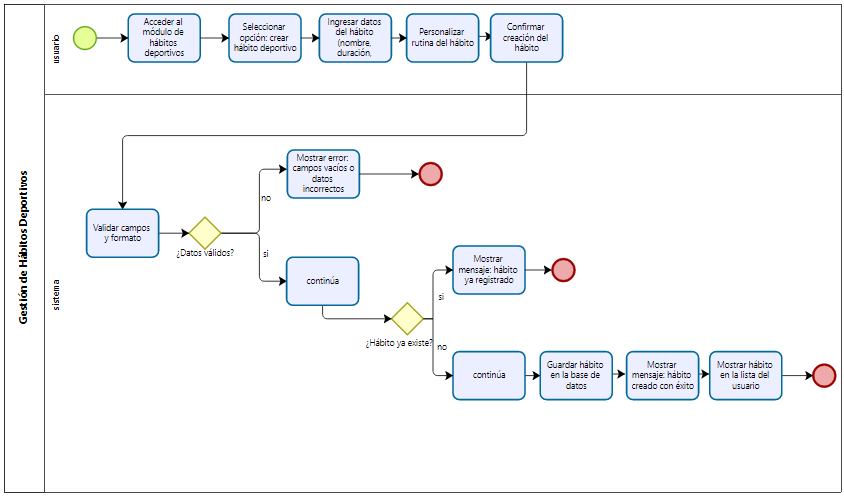 Gestión de Hábitos Deportivos
usuario
Acceder al
módulo de
hábitos
deportivos
Seleccionar
opción: crear
hábito deportivo
Ingresar datos
del hábito
(nombre,
duración,
Personalizar
rutina del hábito
Confirmar
creación del
hábito
sistema
Validar campos
y formato
¿Datos válidos?
no
Mostrar error:
campos vacíos o
datos
incorrectos
si
continúa
¿Hábito ya existe?
si
Mostrar
mensaje: hábito
ya registrado
no
continúa
Guardar hábito
en la base de
datos
Mostrar
mensaje: hábito
creado con éxito
Mostrar hábito
en la lista del
usuario